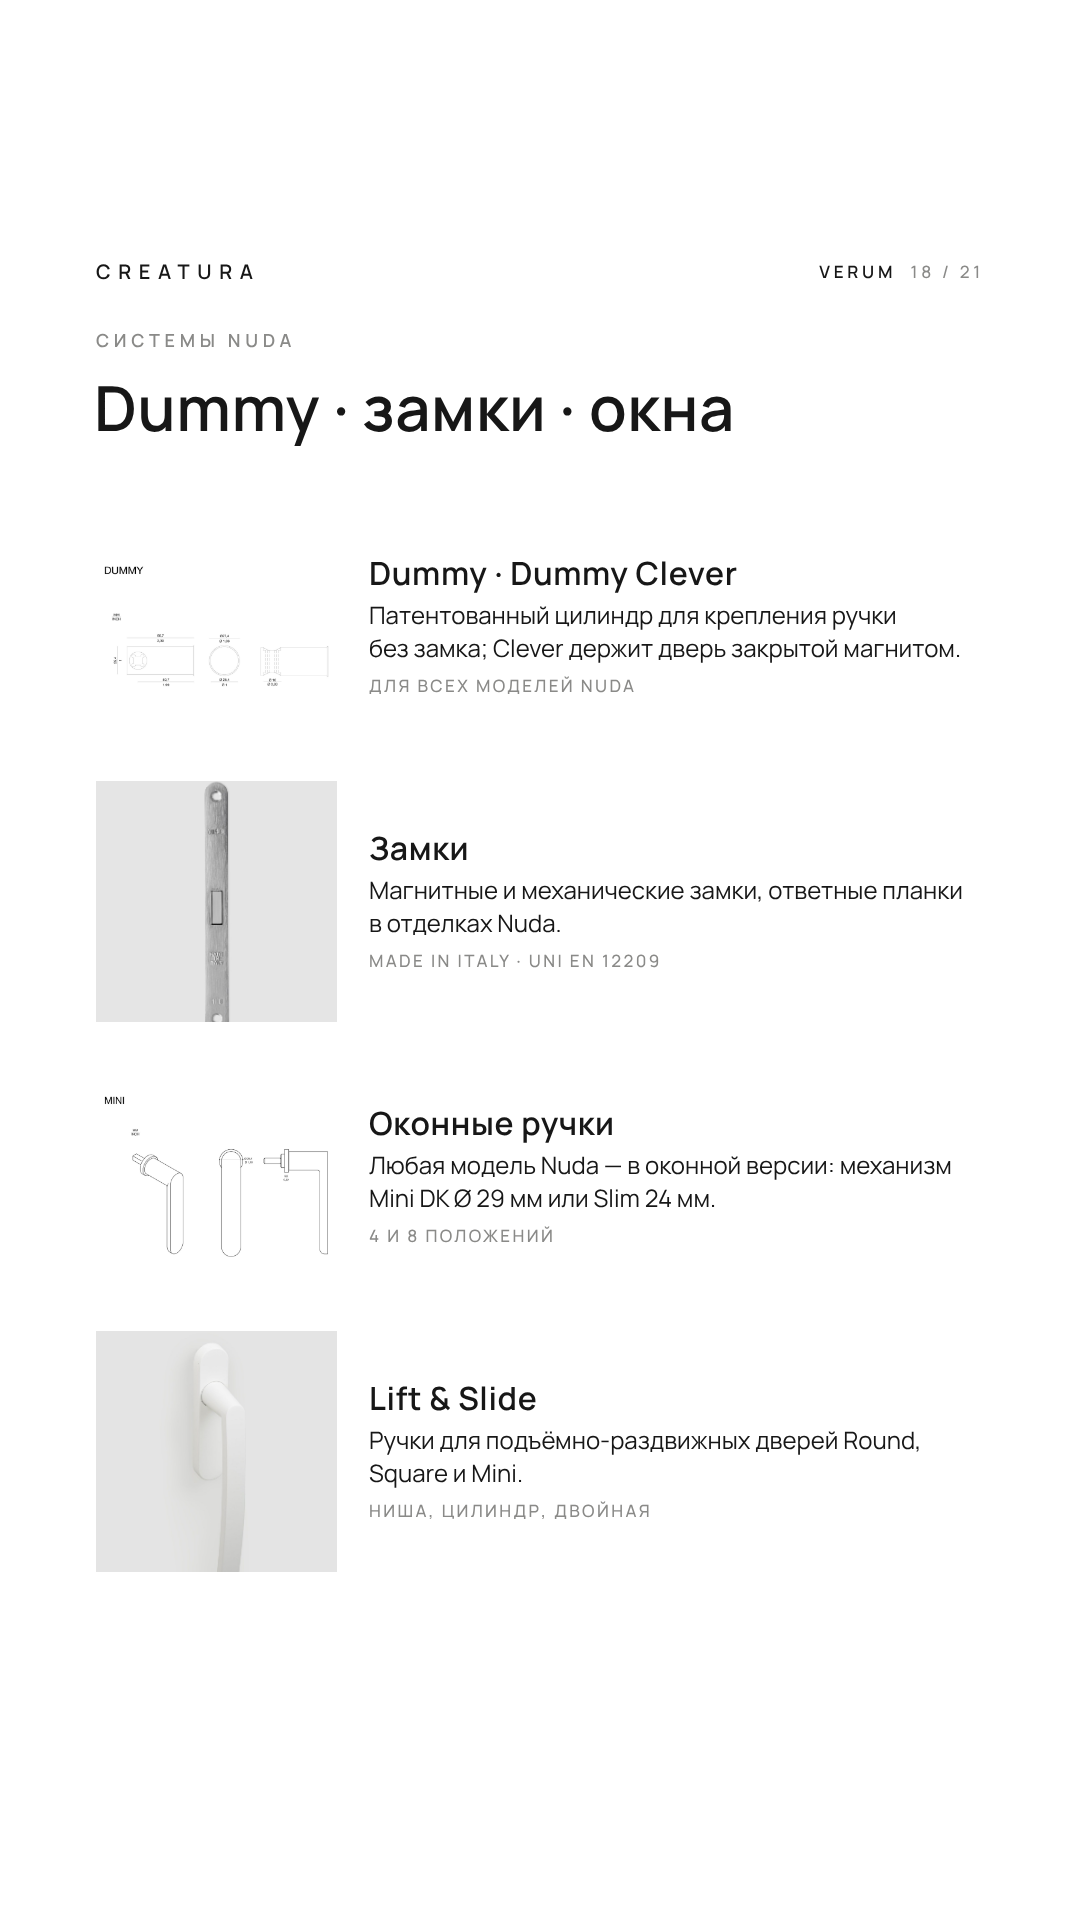 CREATURA
VERUM 18 / 21
СИСТЕМЫ NUDA
Dummy · замки · окна
DUMMY
Dummy · Dummy Clever
Патентованный цилиндр для крепления ручки
без замка; Clever держит дверь закрытой магнитом.
ДЛЯ ВСЕХ МОДЕЛЕЙ NUDA
Замки
Магнитные и механические замки, ответные планки
в отделках Nuda.
MADE IN ITALY · UNI EN 12209
MINI
Оконные ручки
Любая модель Nuda — в оконной версии: механизм
Mini DK Ø 29 мм или Slim 24 мм.
4 И 8 ПОЛОЖЕНИЙ
Lift & Slide
Ручки для подъёмно-раздвижных дверей Round,
Square и Mini.
НИША, ЦИЛИНДР, ДВОЙНАЯ